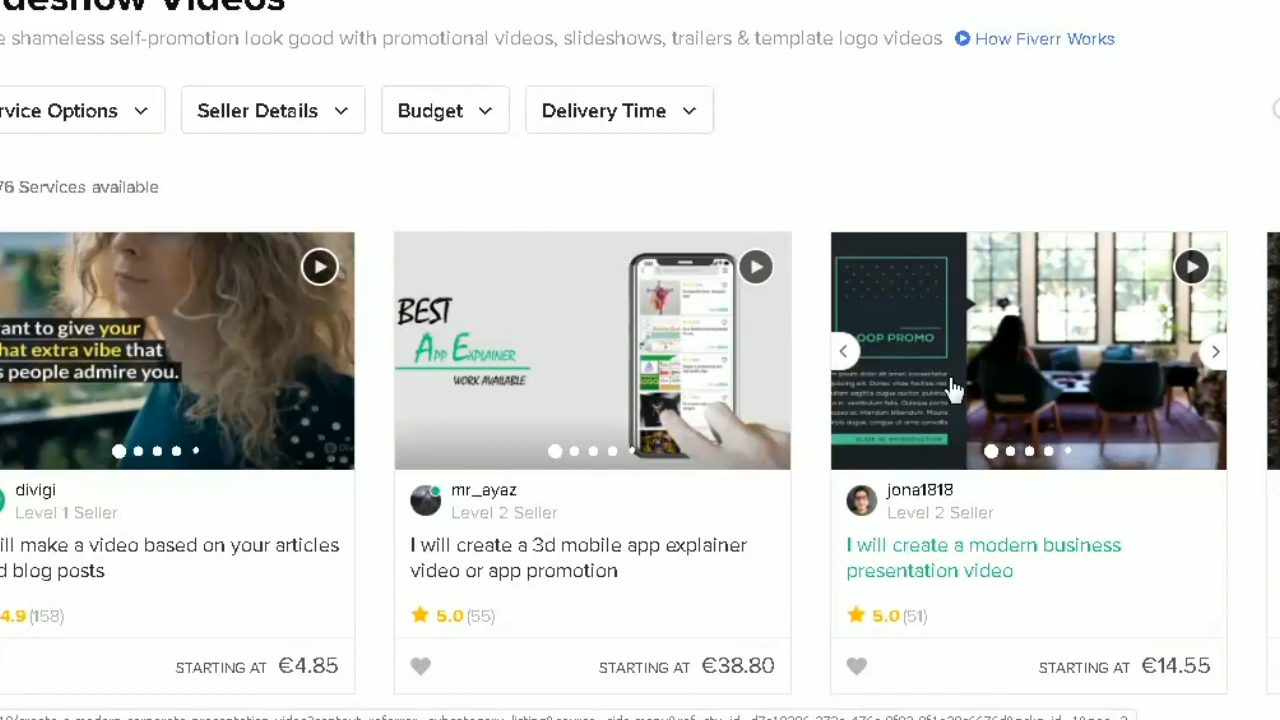 deshow Videos
e shameless self-promotion look good with promotional videos, slideshows, trailers & template logo videos How Fiverr Works
rvice Options Seller Details Budget Delivery Time
76 Services available
ant to give your
hat extra vibe that
s people admire you.
BEST
App Explainer
WORK AVAILABLE
OOP PROMO
divigi
Level 1 Seller
ill make a video based on your articles
d blog posts
4.9 (158)
STARTING AT €4.85
mr_ayaz
Level 2 Seller
I will create a 3d mobile app explainer
video or app promotion
5.0 (55)
STARTING AT €38.80
jona1818
Level 2 Seller
I will create a modern business
presentation video
5.0 (51)
STARTING AT €14.55